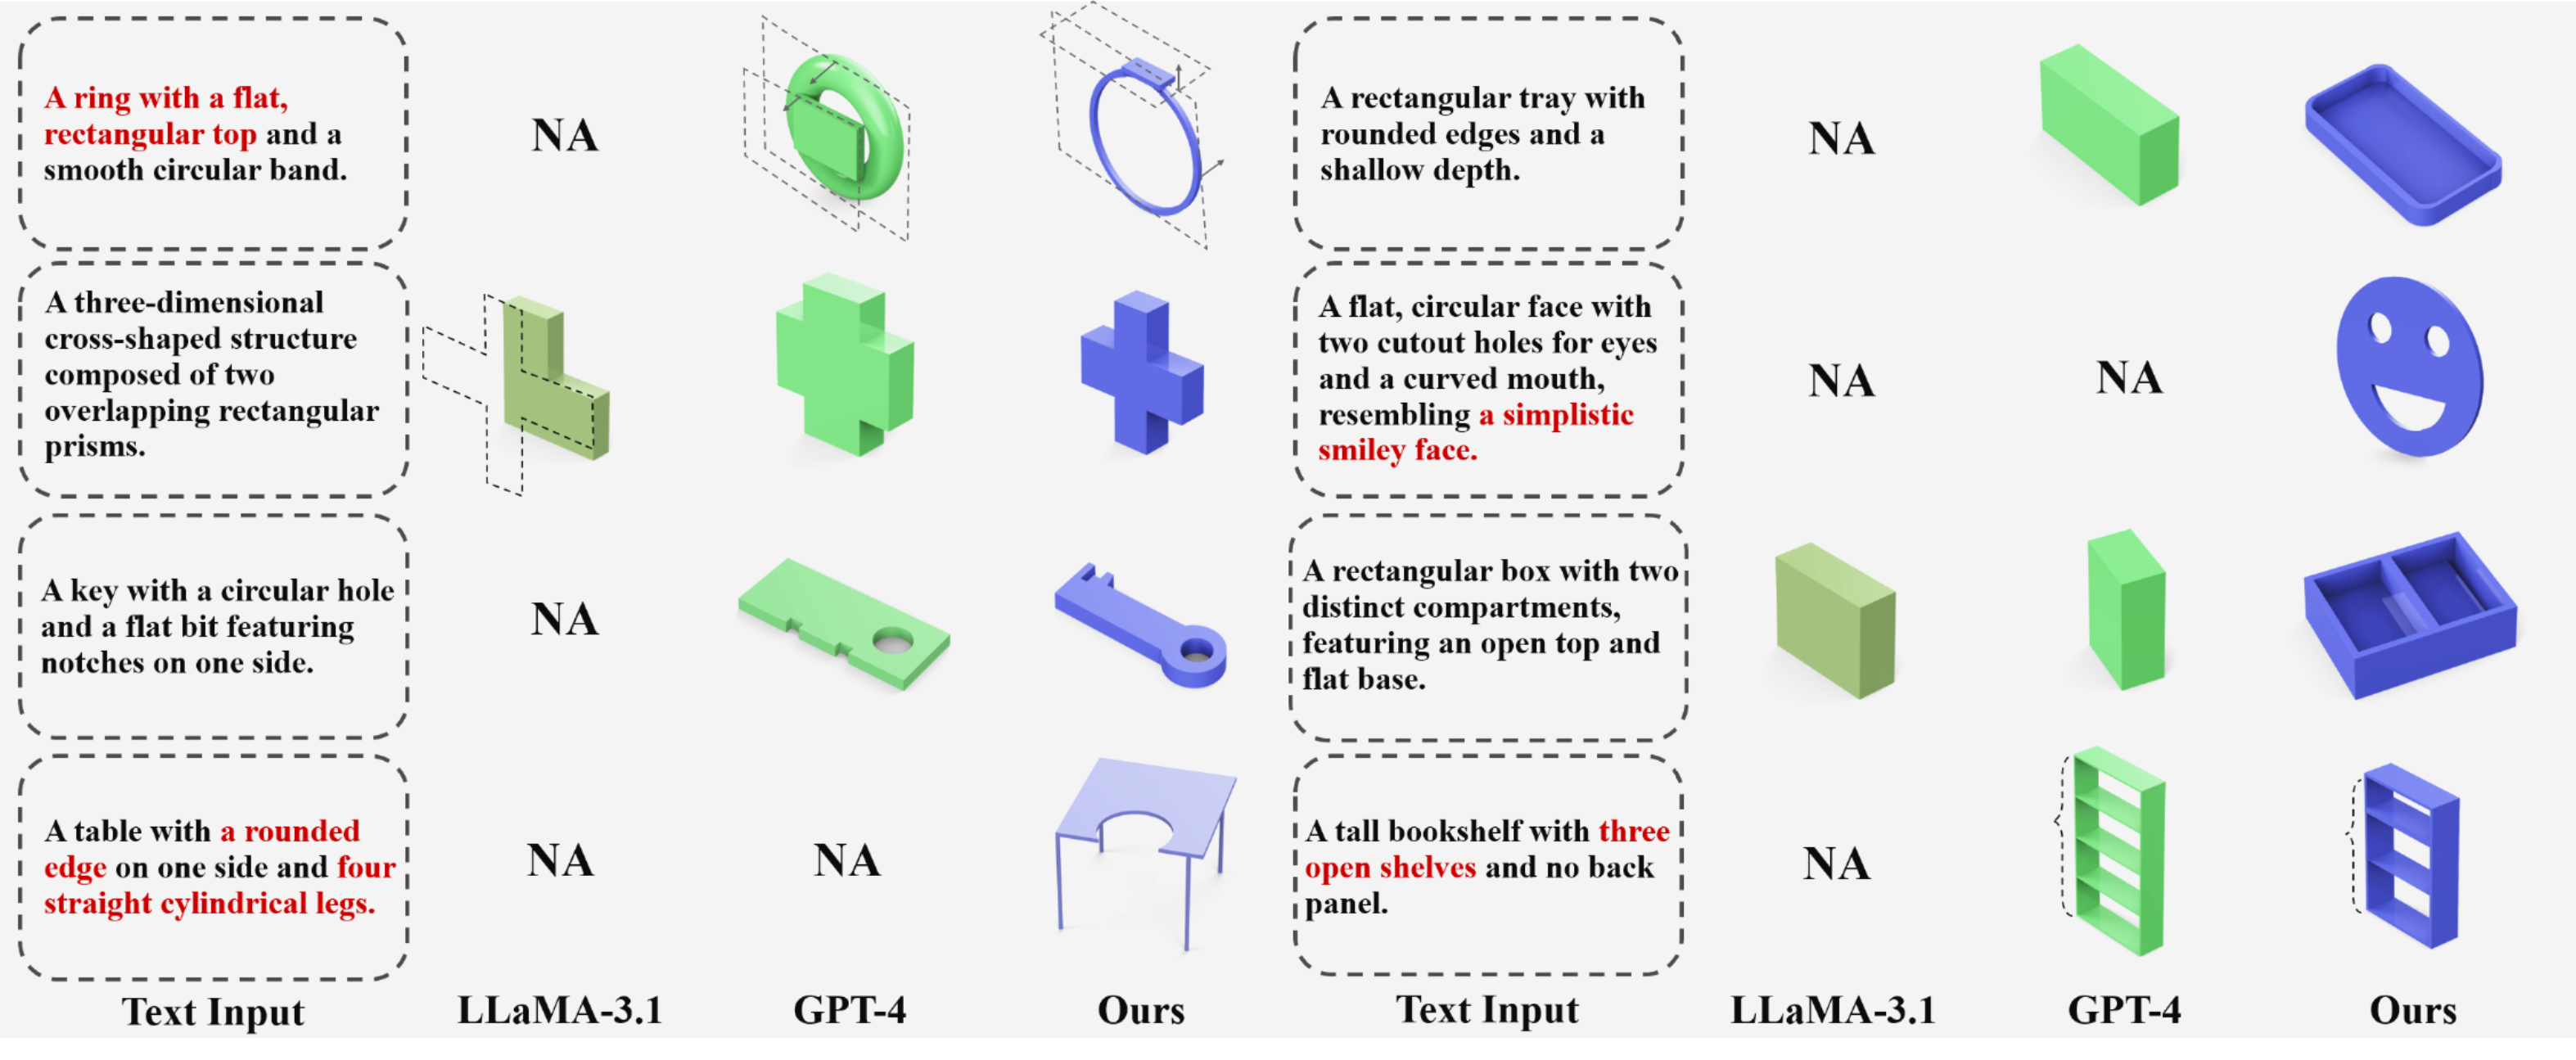 A ring with a flat,
rectangular top and a
smooth circular band.
NA
A rectangular tray with
rounded edges and a
shallow depth.
NA
A three-dimensional
cross-shaped structure
composed of two
overlapping rectangular
prisms.
A flat, circular face with
two cutout holes for eyes
and a curved mouth,
resembling a simplistic
smiley face.
NA
NA
A key with a circular hole
and a flat bit featuring
notches on one side.
NA
A rectangular box with two
distinct compartments,
featuring an open top and
flat base.
A table with a rounded
edge on one side and four
straight cylindrical legs.
NA
NA
A tall bookshelf with three
open shelves and no back
panel.
NA
Text Input
LLaMA-3.1
GPT-4
Ours
Text Input
LLaMA-3.1
GPT-4
Ours